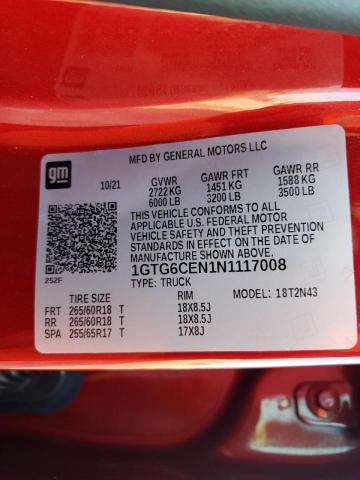 gm
MFD BY GENERAL MOTORS LLC
10/21 GVWR GAWR FRT GAWR RR
2722 KG 1451 KG 1588 KG
6000 LB 3200 LB 3500 LB
THIS VEHICLE CONFORMS TO ALL
APPLICABLE U.S. FEDERAL MOTOR
VEHICLE SAFETY, BUMPER, AND
THEFT PREVENTION STANDARDS IN
EFFECT ON THE DATE OF
MANUFACTURE SHOWN ABOVE.
1GTG6CEN1N1117008
TYPE: TRUCK
252F
TIRE SIZE RIM MODEL: 18T2N43
FRT 265/60R18 T 18X8.5J
RR 265/60R18 T 18X8.5J
SPA 255/65R17 T 17X8J